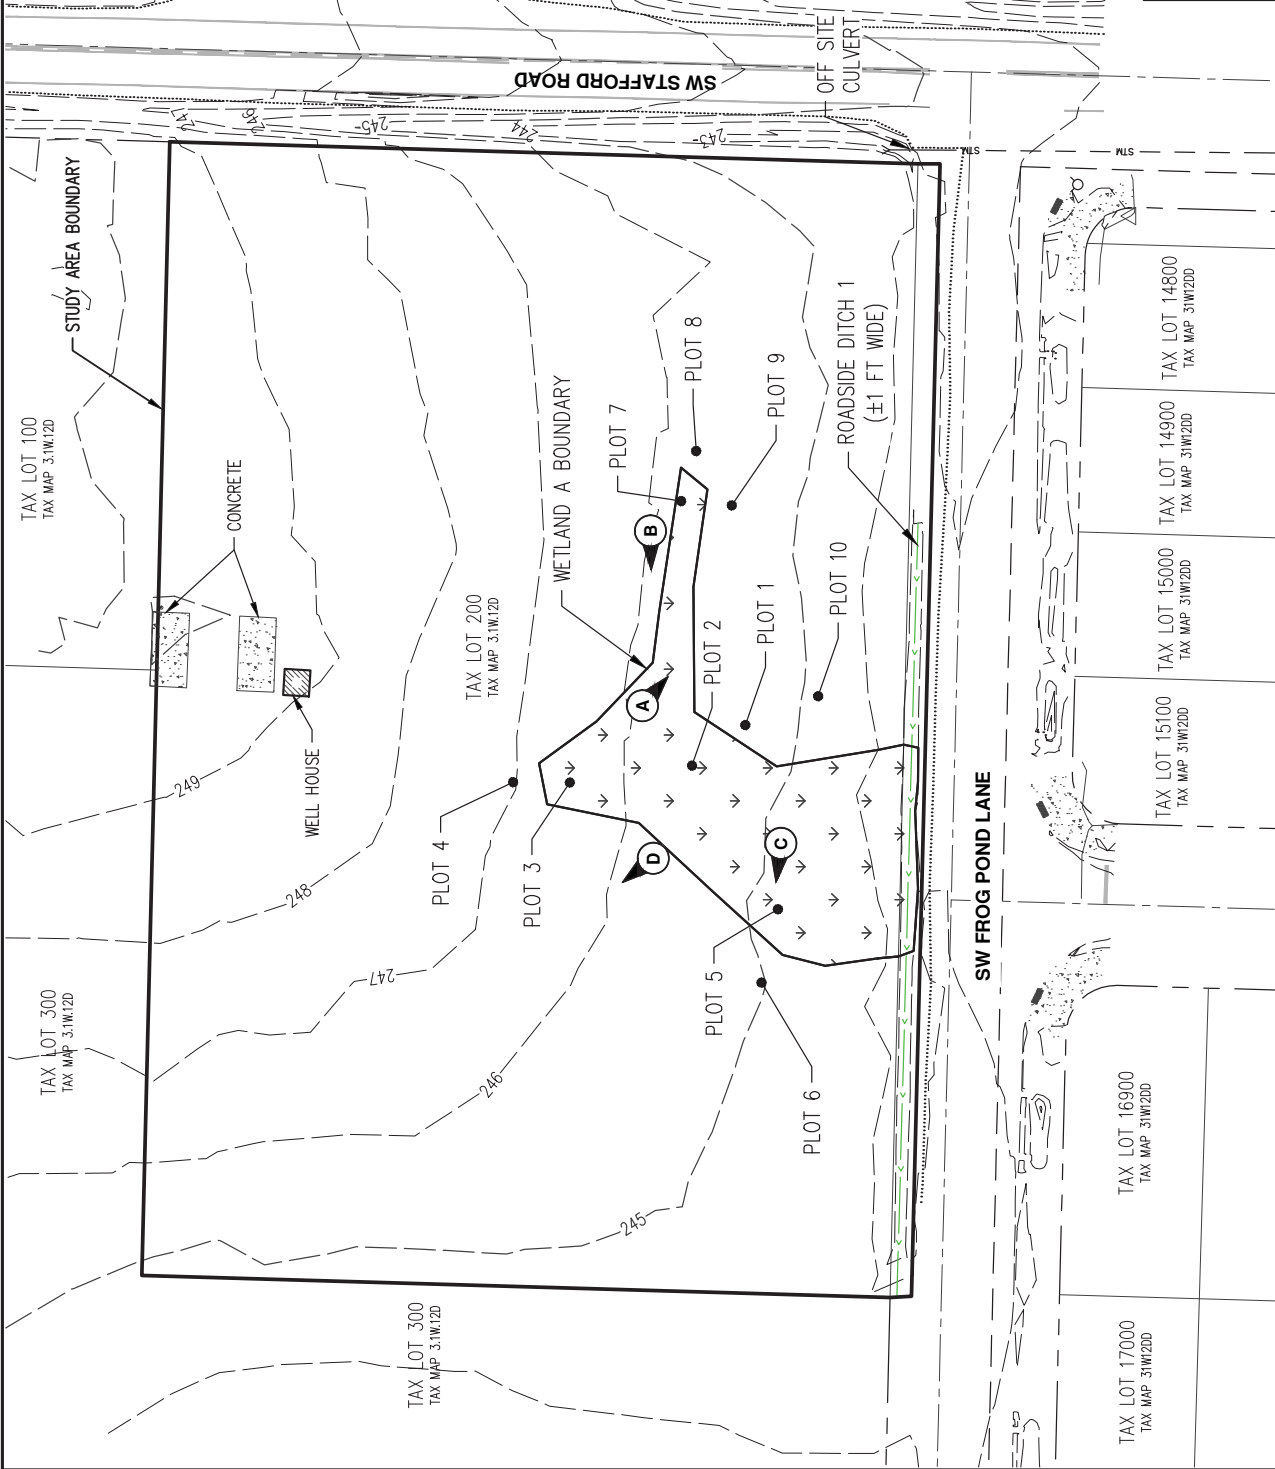 SW STAFFORD ROAD
OFF SITE
CULVERT
STUDY AREA BOUNDARY
247
246
245
244
243
STM
STM
TAX LOT 100
TAX MAP 3.1W.12D
CONCRETE
WELL HOUSE
TAX LOT 200
TAX MAP 3.1W.12D
WETLAND A BOUNDARY
PLOT 7
PLOT 8
PLOT 9
ROADSIDE DITCH 1
(±1 FT WIDE)
PLOT 10
PLOT 1
PLOT 2
A
B
C
D
PLOT 4
PLOT 3
PLOT 5
PLOT 6
249
248
247
246
245
TAX LOT 300
TAX MAP 3.1W.12D
TAX LOT 300
TAX MAP 3.1W.12D
SW FROG POND LANE
TAX LOT 14800
TAX MAP 31W12DD
TAX LOT 14900
TAX MAP 31W12DD
TAX LOT 15000
TAX MAP 31W12DD
TAX LOT 15100
TAX MAP 31W12DD
TAX LOT 16900
TAX MAP 31W12DD
TAX LOT 17000
TAX MAP 31W12DD